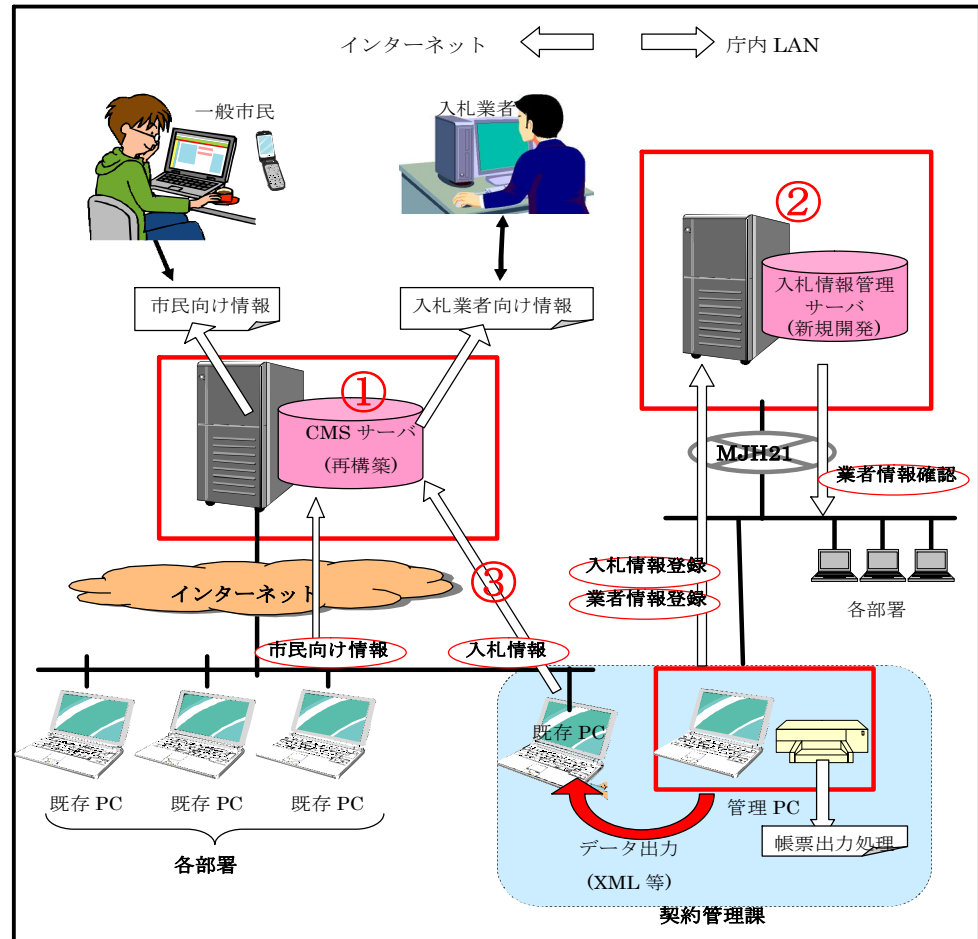 インターネット
庁内 LAN
一般市民
入札業者
②
市民向け情報
入札業者向け情報
入札情報管理
サーバ
(新規開発)
①
CMS サーバ
(再構築)
MJH21
業者情報確認
③
入札情報登録
業者情報登録
インターネット
各部署
市民向け情報
入札情報
既存 PC
既存 PC
既存 PC
既存 PC
管理 PC
データ出力
(XML 等)
帳票出力処理
各部署
契約管理課